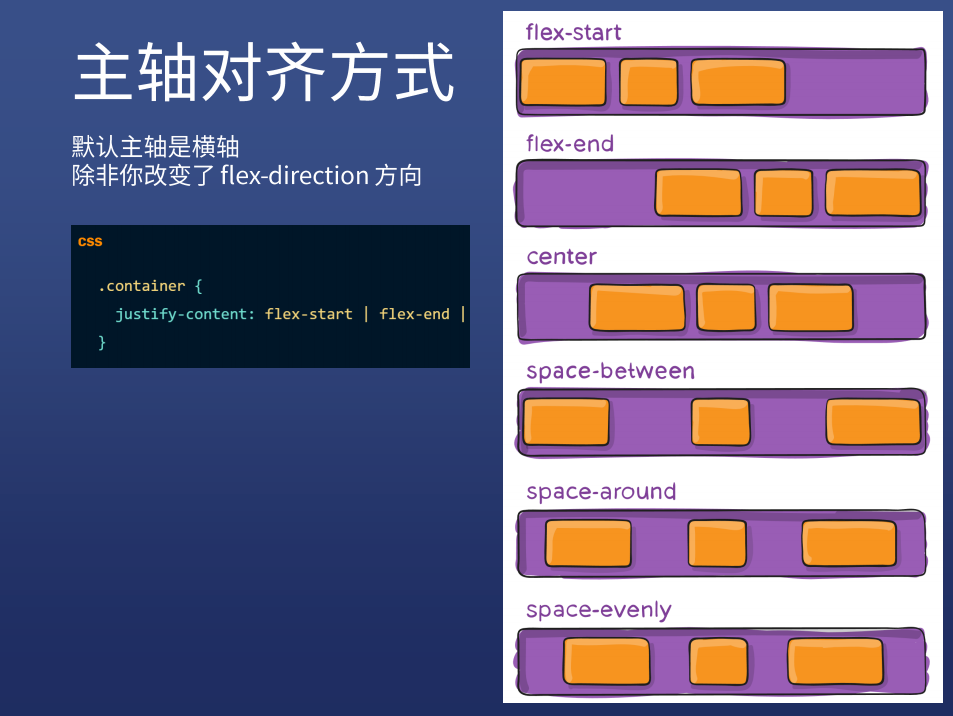 主轴对齐方式
默认主轴是横轴
除非你改变了 flex-direction 方向
css
.container {
justify-content: flex-start | flex-end |
}
flex-start
flex-end
center
space-between
space-around
space-evenly